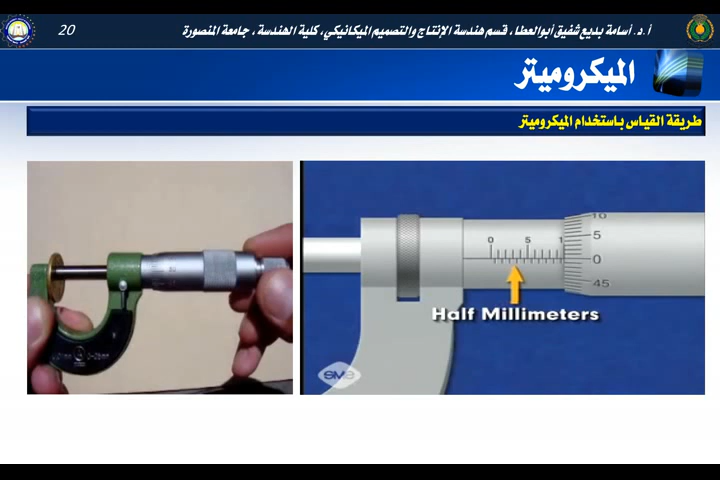 أ.د. أسامة بديع شفيق أبوالعطا ، قسم هندسة الإنتاج والتصميم الميكانيكي، كلية الهندسة ، جامعة المنصورة
20
الميكروميتر
طريقة القياس باستخدام الميكروميتر
0 5 1
10
5
0
45
Half Millimeters
SME